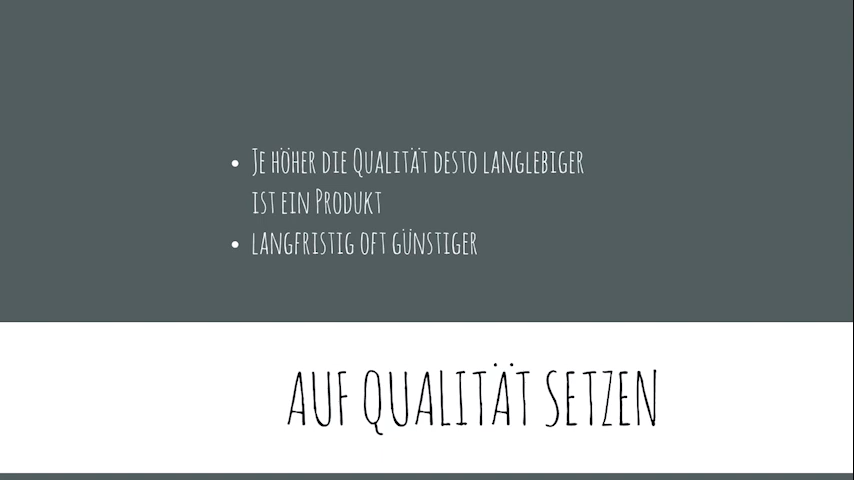 • Je höher die Qualität desto langlebiger
ist ein Produkt
• langfristig oft günstiger
AUF QUALITÄT SETZEN